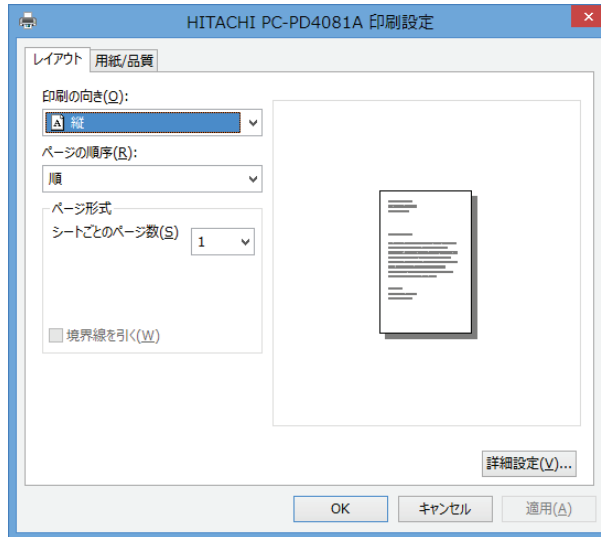 HITACHI PC-PD4081A 印刷設定
レイアウト 用紙/品質
印刷の向き(O):
A 縦
ページの順序(R):
順
ページ形式
シートごとのページ数(S) 1
境界線を引く(W)
詳細設定(V)...
OK キャンセル 適用(A)